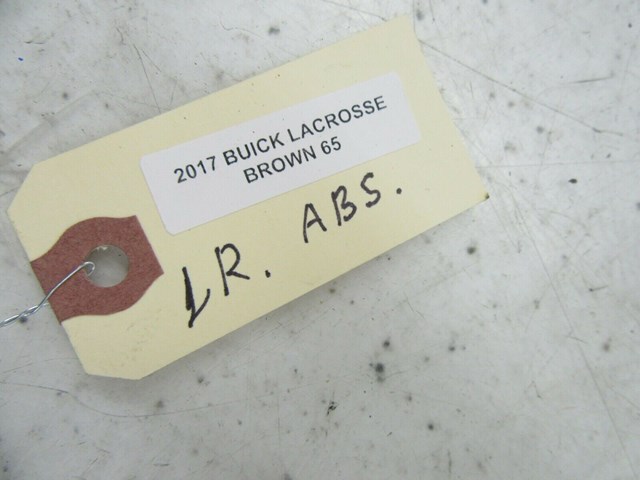 2017 BUICK LACROSSE
BROWN 65
LR. ABS.